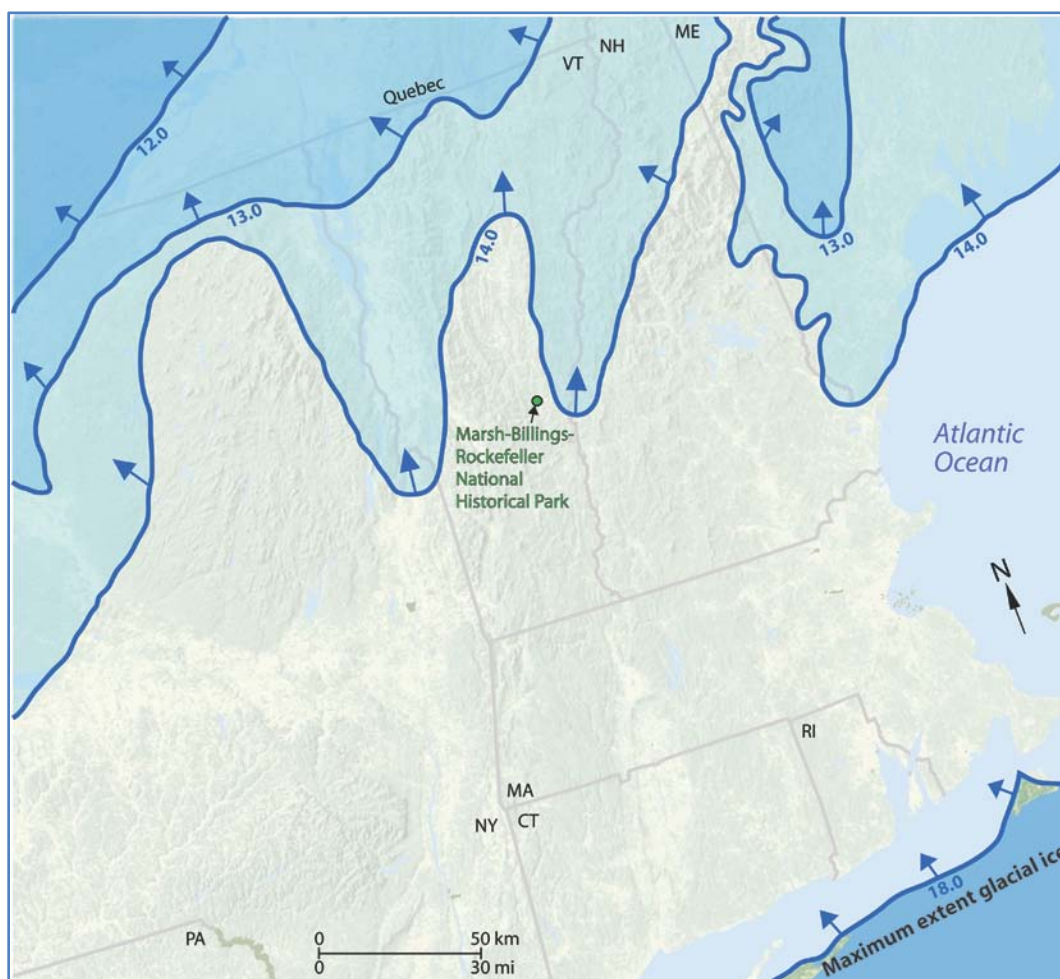 NH
ME
VT
Quebec
12.0
13.0
14.0
13.0
14.0
Marsh-Billings-
Rockefeller
National
Historical Park
Atlantic
Ocean
N
RI
MA
NY
CT
18.0
Maximum extent glacial ice
PA
0
50 km
0
30 mi